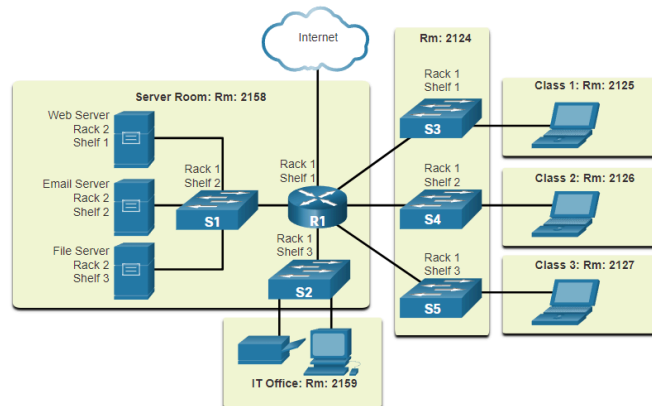 Internet
Server Room: Rm: 2158
Web Server
Rack 2
Shelf 1
Email Server
Rack 2
Shelf 2
File Server
Rack 2
Shelf 3
Rack 1
Shelf 2
S1
Rack 1
Shelf 1
R1
Rack 1
Shelf 3
S2
IT Office: Rm: 2159
Rm: 2124
Rack 1
Shelf 1
S3
Rack 1
Shelf 2
S4
Rack 1
Shelf 3
S5
Class 1: Rm: 2125
Class 2: Rm: 2126
Class 3: Rm: 2127